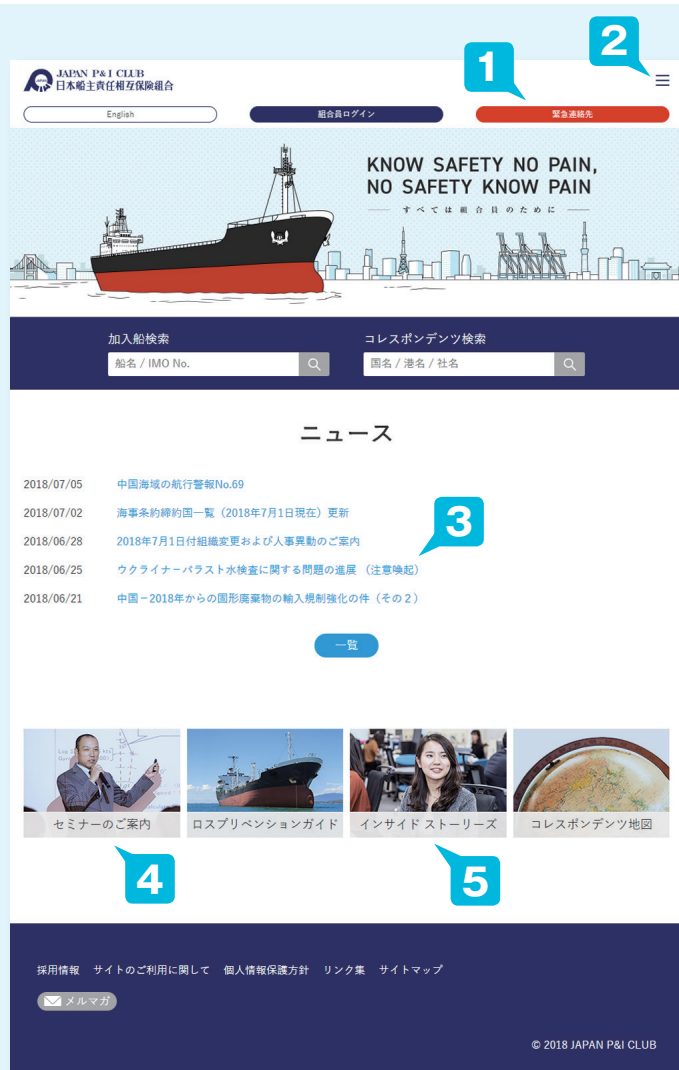 2
1
JAPAN P&I CLUB
日本船主責任相互保険組合
English
組合員ログイン
緊急連絡先
KNOW SAFETY NO PAIN,
NO SAFETY KNOW PAIN
すべては組合員のために
加入船検索
コレスポンデンツ検索
船名 / IMO No.
国名 / 港名 / 社名
ニュース
2018/07/05 中国海域の航行警報No.69
2018/07/02 海事条約締約国一覧（2018年7月1日現在）更新
3
2018/06/28 2018年7月1日付組織変更および人事異動のご案内
2018/06/25 ウクライナ－バラスト水検査に関する問題の進展 （注意喚起）
2018/06/21 中国－2018年からの固形廃棄物の輸入規制強化の件（その２）
一覧
セミナーのご案内
ロスプリベンションガイド
インサイド ストーリーズ
コレスポンデンツ地図
4
5
採用情報 サイトのご利用に関して 個人情報保護方針 リンク集 サイトマップ
メルマガ
© 2018 JAPAN P&I CLUB